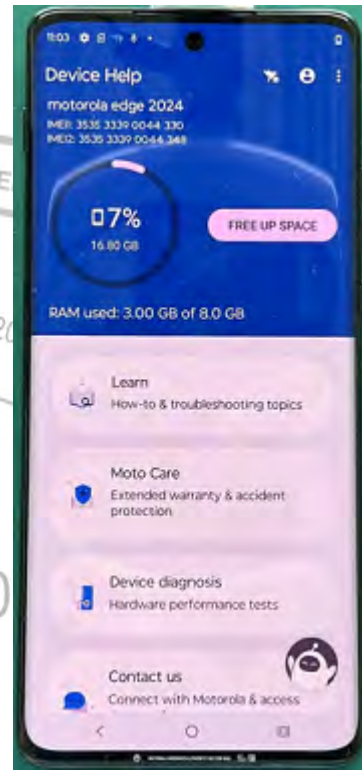 11:03
Device Help
motorola edge 2024
IMEI1: 3535 3339 0044 330
IMEI2: 3535 3339 0044 348
7%
16.80 GB
FREE UP SPACE
RAM used: 3.00 GB of 8.0 GB
Learn
How-to & troubleshooting topics
Moto Care
Extended warranty & accident
protection
Device diagnosis
Hardware performance tests
Contact us
Connect with Motorola & access